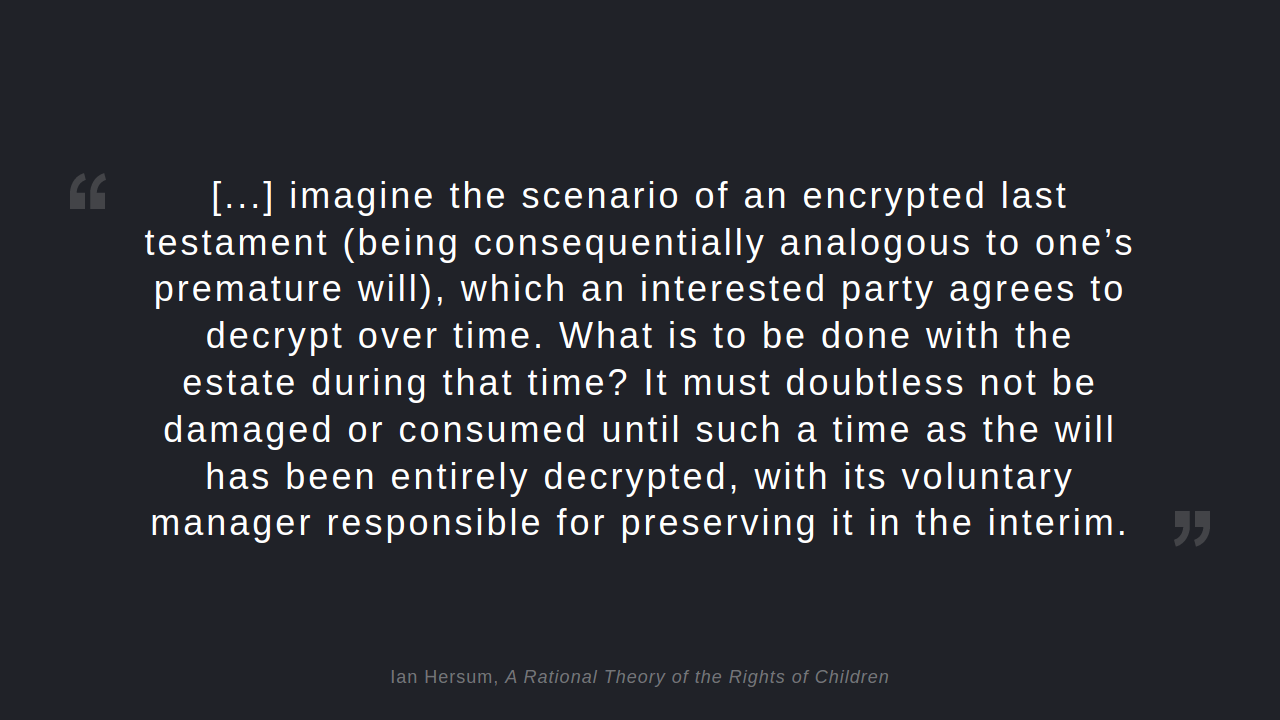 “
[...] imagine the scenario of an encrypted last
testament (being consequentially analogous to one’s
premature will), which an interested party agrees to
decrypt over time. What is to be done with the
estate during that time? It must doubtless not be
damaged or consumed until such a time as the will
has been entirely decrypted, with its voluntary
manager responsible for preserving it in the interim.
”
Ian Hersum, A Rational Theory of the Rights of Children